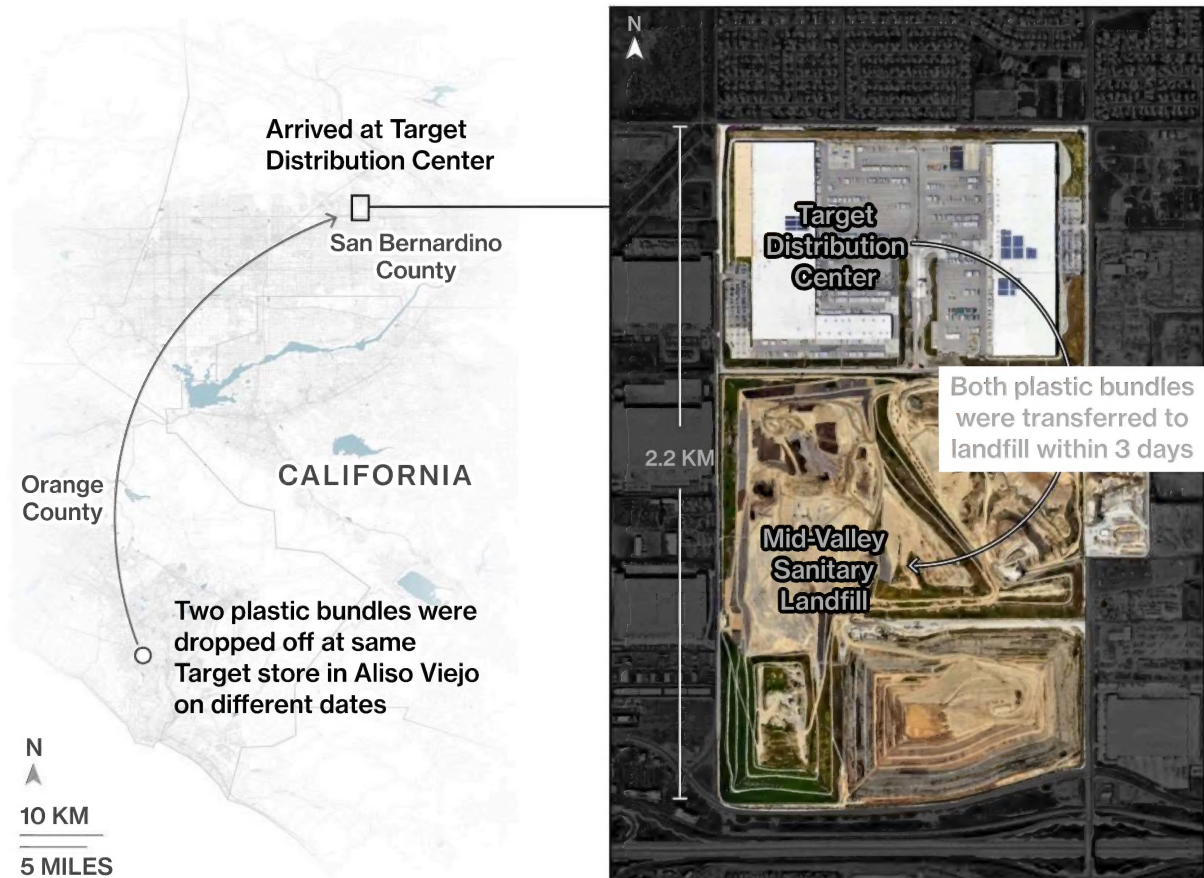 Arrived at Target
Distribution Center
San Bernardino
County
CALIFORNIA
Orange
County
Two plastic bundles were
dropped off at same
Target store in Aliso Viejo
on different dates
N
10 KM
5 MILES
N
Target
Distribution
Center
Both plastic bundles
were transferred to
landfill within 3 days
2.2 KM
Mid-Valley
Sanitary
Landfill